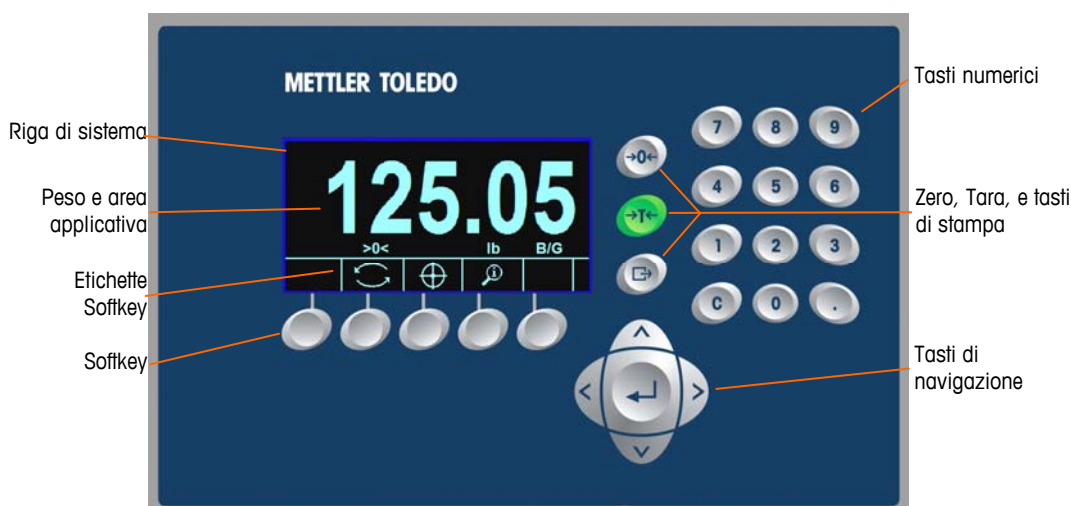 METTLER TOLEDO
Riga di sistema
Peso e area
applicativa
Etichette
Softkey
Softkey
125.05
>0< lb B/G
→0←
→T←
7 8 9
4 5 6
1 2 3
C 0 .
Tasti numerici
Zero, Tara, e tasti
di stampa
Tasti di
navigazione